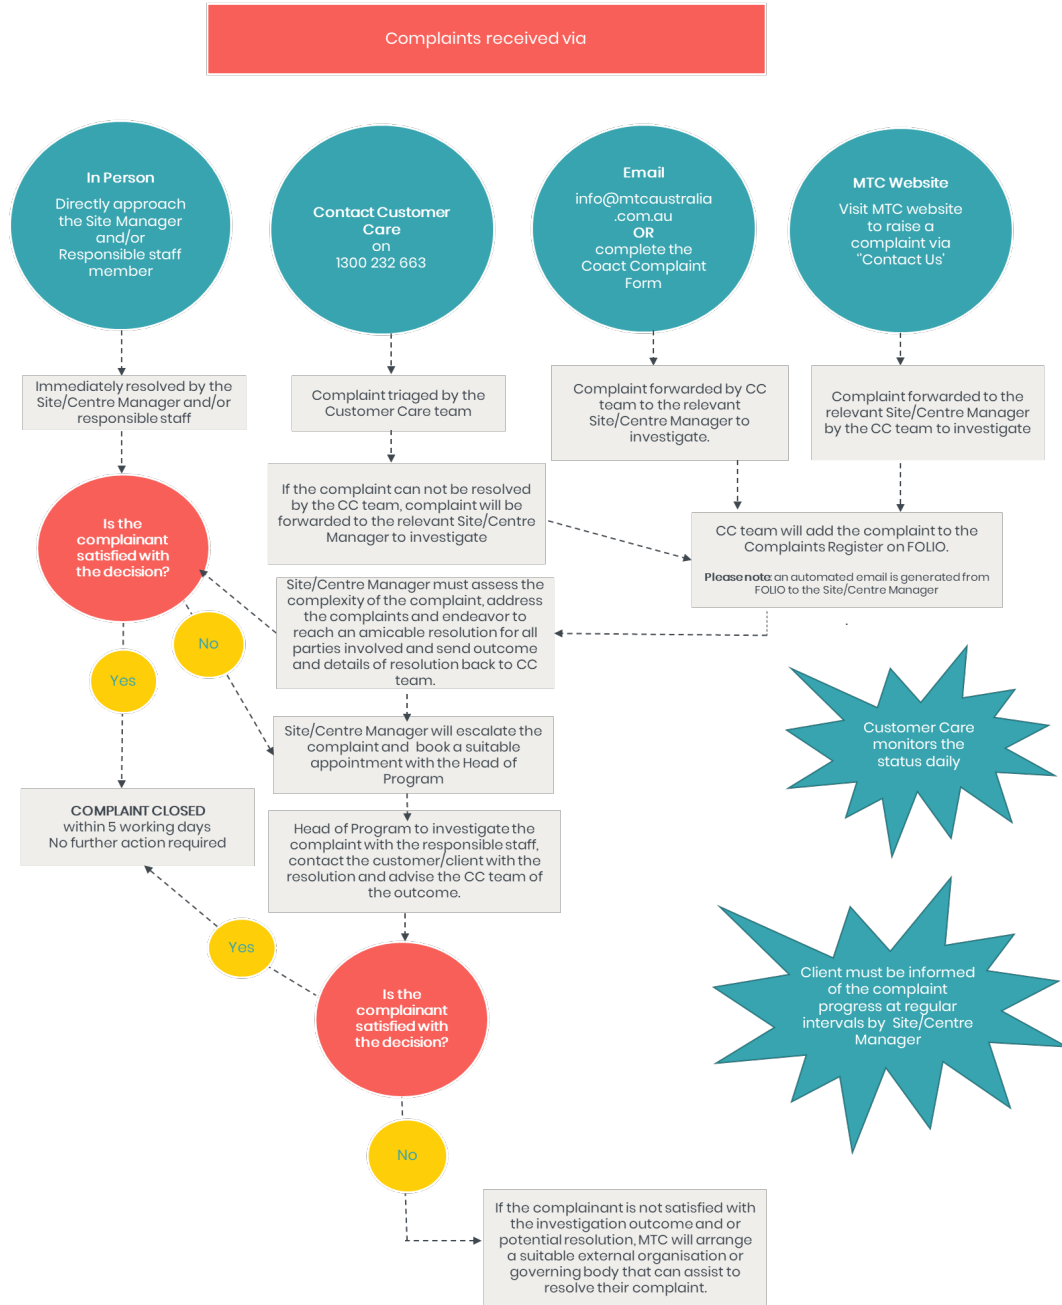 Complaints received via
In Person
Directly approach
the Site Manager
and/or
Responsible staff
member
Contact Customer
Care
on
1300 232 663
Email
info@mtcaustralia
.com.au
OR
complete the
Coact Complaint
Form
MTC Website
Visit MTC website
to raise a
complaint via
"Contact Us'
Immediately resolved by the
Site/Centre Manager and/or
responsible staff
Complaint triaged by the
Customer Care team
Complaint forwarded by CC
team to the relevant
Site/Centre Manager to
investigate.
Complaint forwarded to the
relevant Site/Centre Manager
by the CC team to investigate
Is the
complainant
satisfied with
the decision?
If the complaint can not be resolved
by the CC team, complaint will be
forwarded to the relevant Site/Centre
Manager to investigate
CC team will add the complaint to the
Complaints Register on FOLIO.
Please note: an automated email is generated from
FOLIO to the Site/Centre Manager
Site/Centre Manager must assess the
complexity of the complaint, address
the complaints and endeavor to
reach an amicable resolution for all
parties involved and send outcome
and details of resolution back to CC
team.
No
Yes
Site/Centre Manager will escalate the
complaint and book a suitable
appointment with the Head of
Program
Customer Care
monitors the
status daily
COMPLAINT CLOSED
within 5 working days
No further action required
Head of Program to investigate the
complaint with the responsible staff,
contact the customer/client with the
resolution and advise the CC team of
the outcome.
Yes
Is the
complainant
satisfied with
the decision?
Client must be informed
of the complaint
progress at regular
intervals by Site/Centre
Manager
No
If the complainant is not satisfied with
the investigation outcome and or
potential resolution, MTC will arrange
a suitable external organisation or
governing body that can assist to
resolve their complaint.